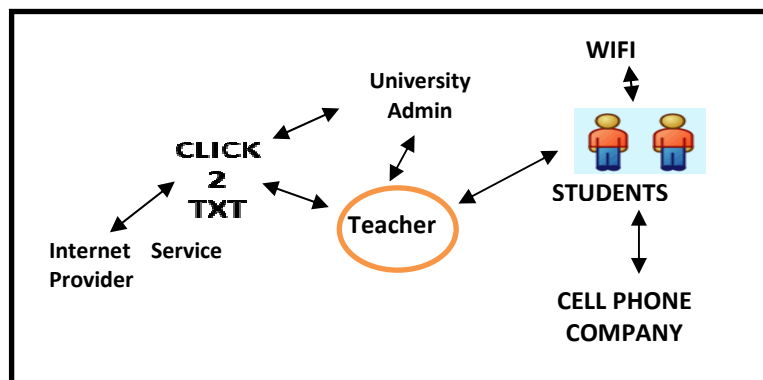 WIFI
University
Admin
CLICK
2
TXT
STUDENTS
Teacher
Internet Service
Provider
CELL PHONE
COMPANY